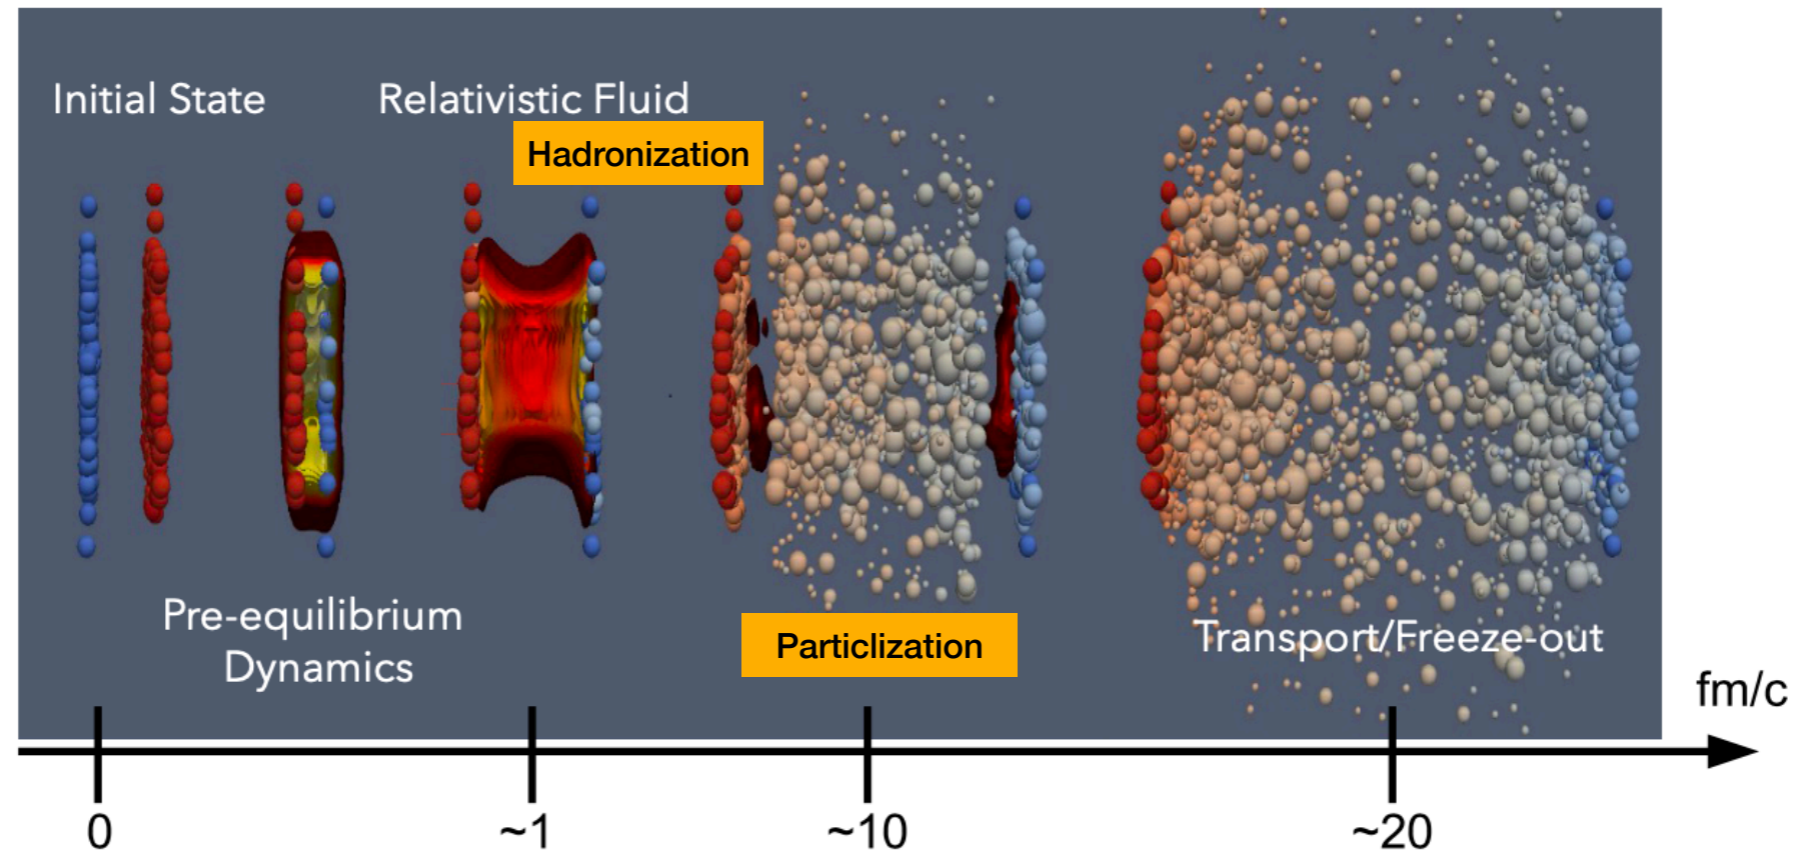 Initial State
Relativistic Fluid
Hadronization
Pre-equilibrium
Dynamics
Particlization
Transport/Freeze-out
fm/c
0
~1
~10
~20